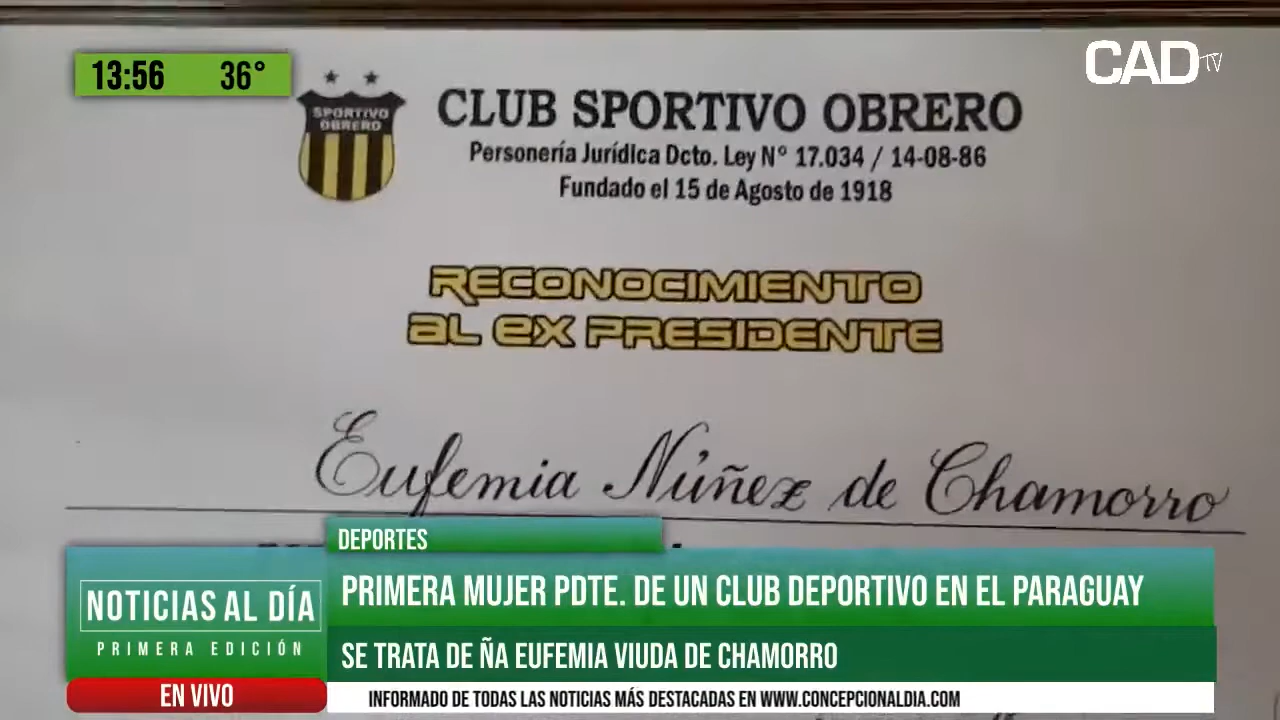 13:56 36°
CAD TV
SPORTIVO
OBRERO
CLUB SPORTIVO OBRERO
Personería Jurídica Dcto. Ley N° 17.034 / 14-08-86
Fundado el 15 de Agosto de 1918
RECONOCIMIENTO
AL EX PRESIDENTE
Eufemia Núñez de Chamorro
DEPORTES
NOTICIAS AL DÍA
PRIMERA EDICIÓN
PRIMERA MUJER PDTE. DE UN CLUB DEPORTIVO EN EL PARAGUAY
SE TRATA DE ÑA EUFEMIA VIUDA DE CHAMORRO
EN VIVO
INFORMADO DE TODAS LAS NOTICIAS MÁS DESTACADAS EN WWW.CONCEPCIONALDIA.COM